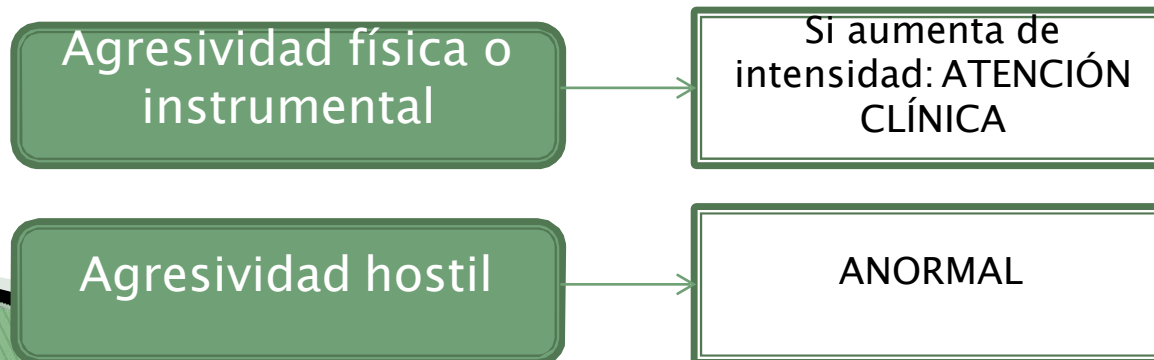 Agresividad física o
instrumental
Si aumenta de
intensidad: ATENCIÓN
CLÍNICA
Agresividad hostil
ANORMAL